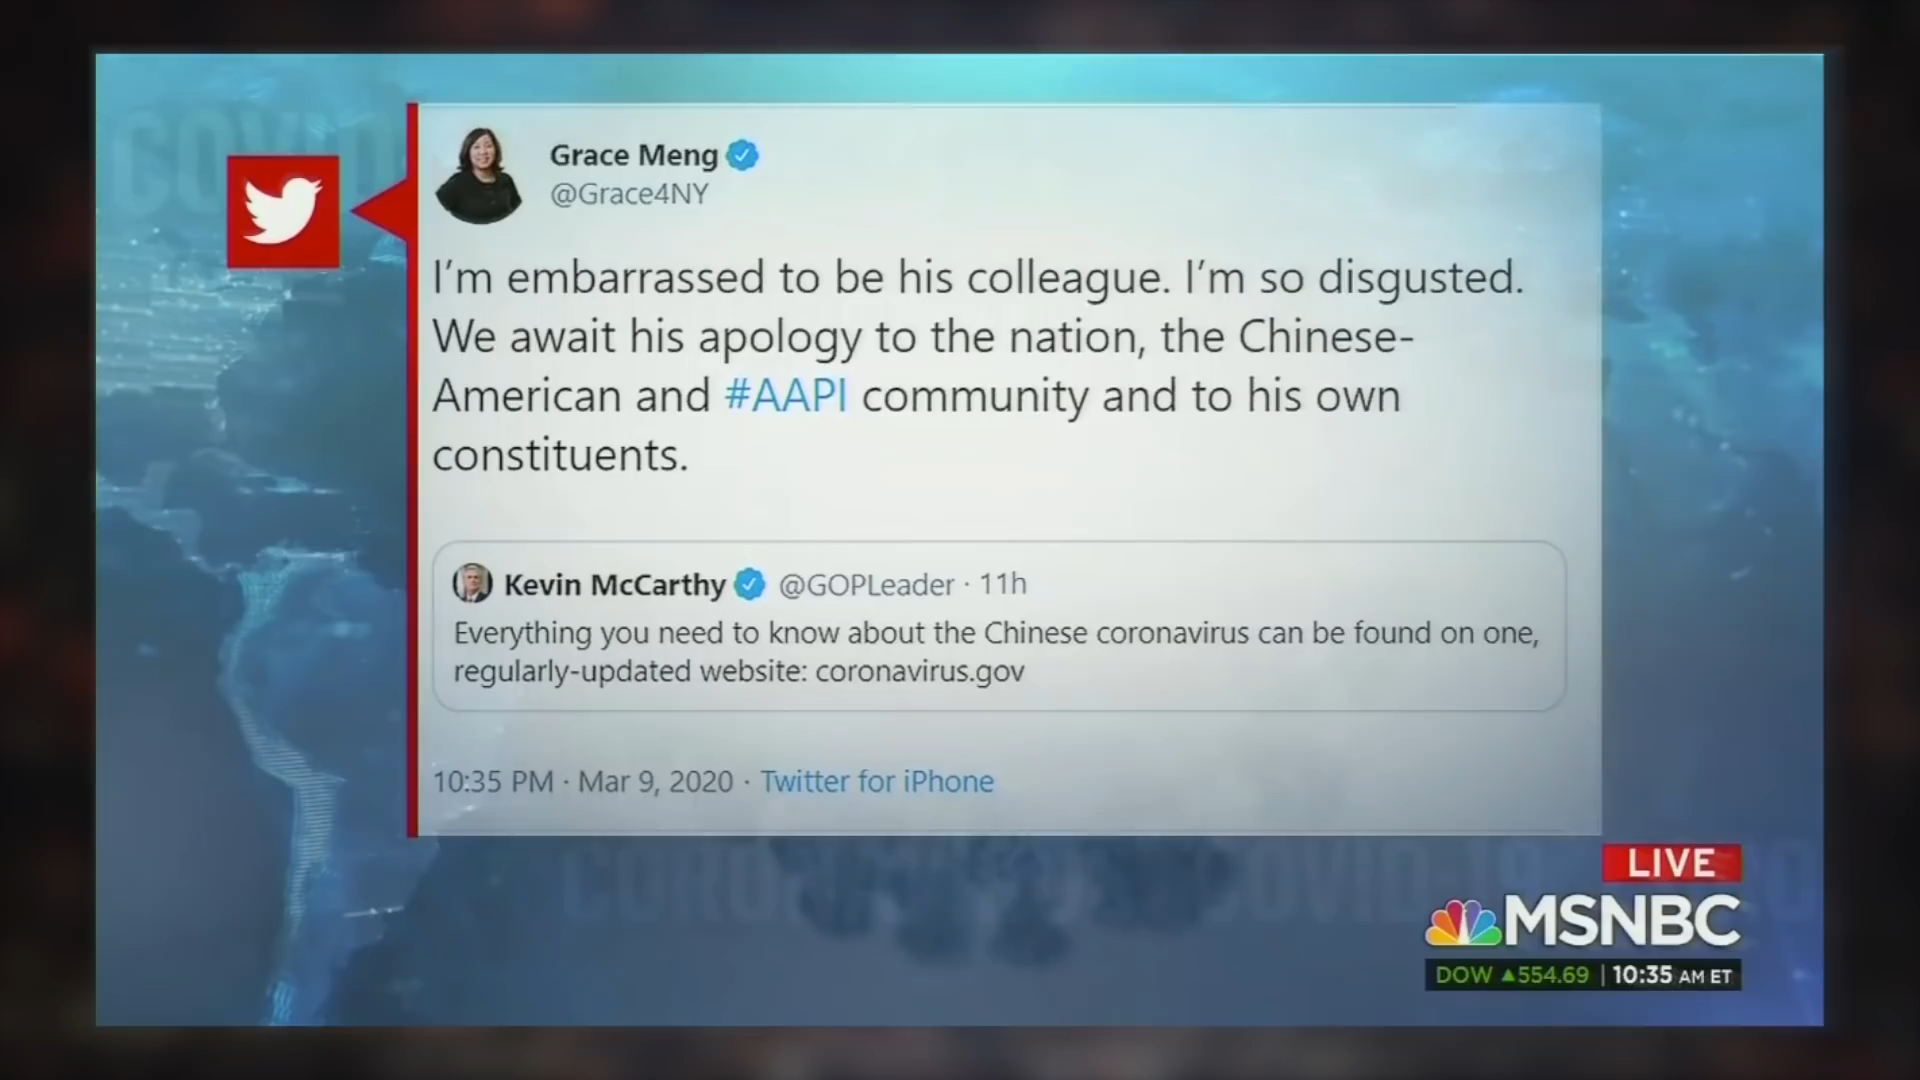 Grace Meng
@Grace4NY
I'm embarrassed to be his colleague. I'm so disgusted.
We await his apology to the nation, the Chinese-
American and #AAPI community and to his own
constituents.
Kevin McCarthy @GOPLeader · 11h
Everything you need to know about the Chinese coronavirus can be found on one,
regularly-updated website: coronavirus.gov
10:35 PM · Mar 9, 2020 · Twitter for iPhone
COVID-19
LIVE
MSNBC
DOW ▲554.69 | 10:35 AM ET